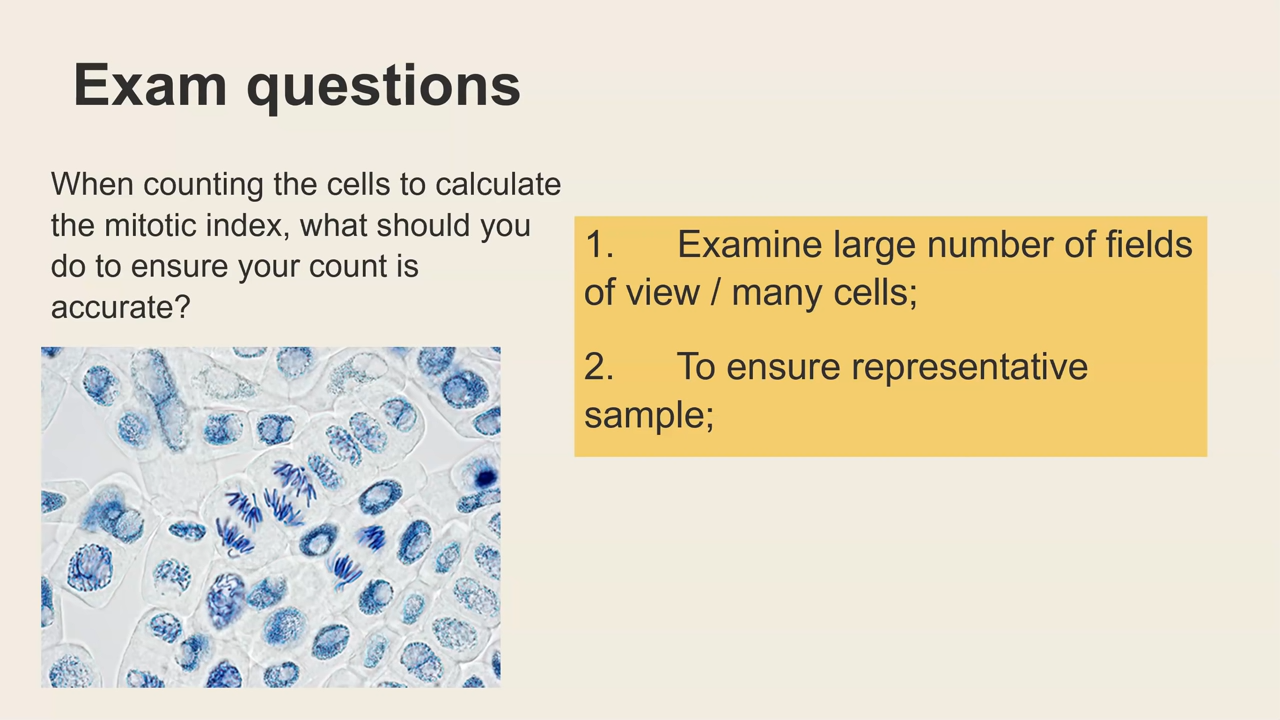 Exam questions
When counting the cells to calculate
the mitotic index, what should you
do to ensure your count is
accurate?
1. Examine large number of fields
of view / many cells;
2. To ensure representative
sample;